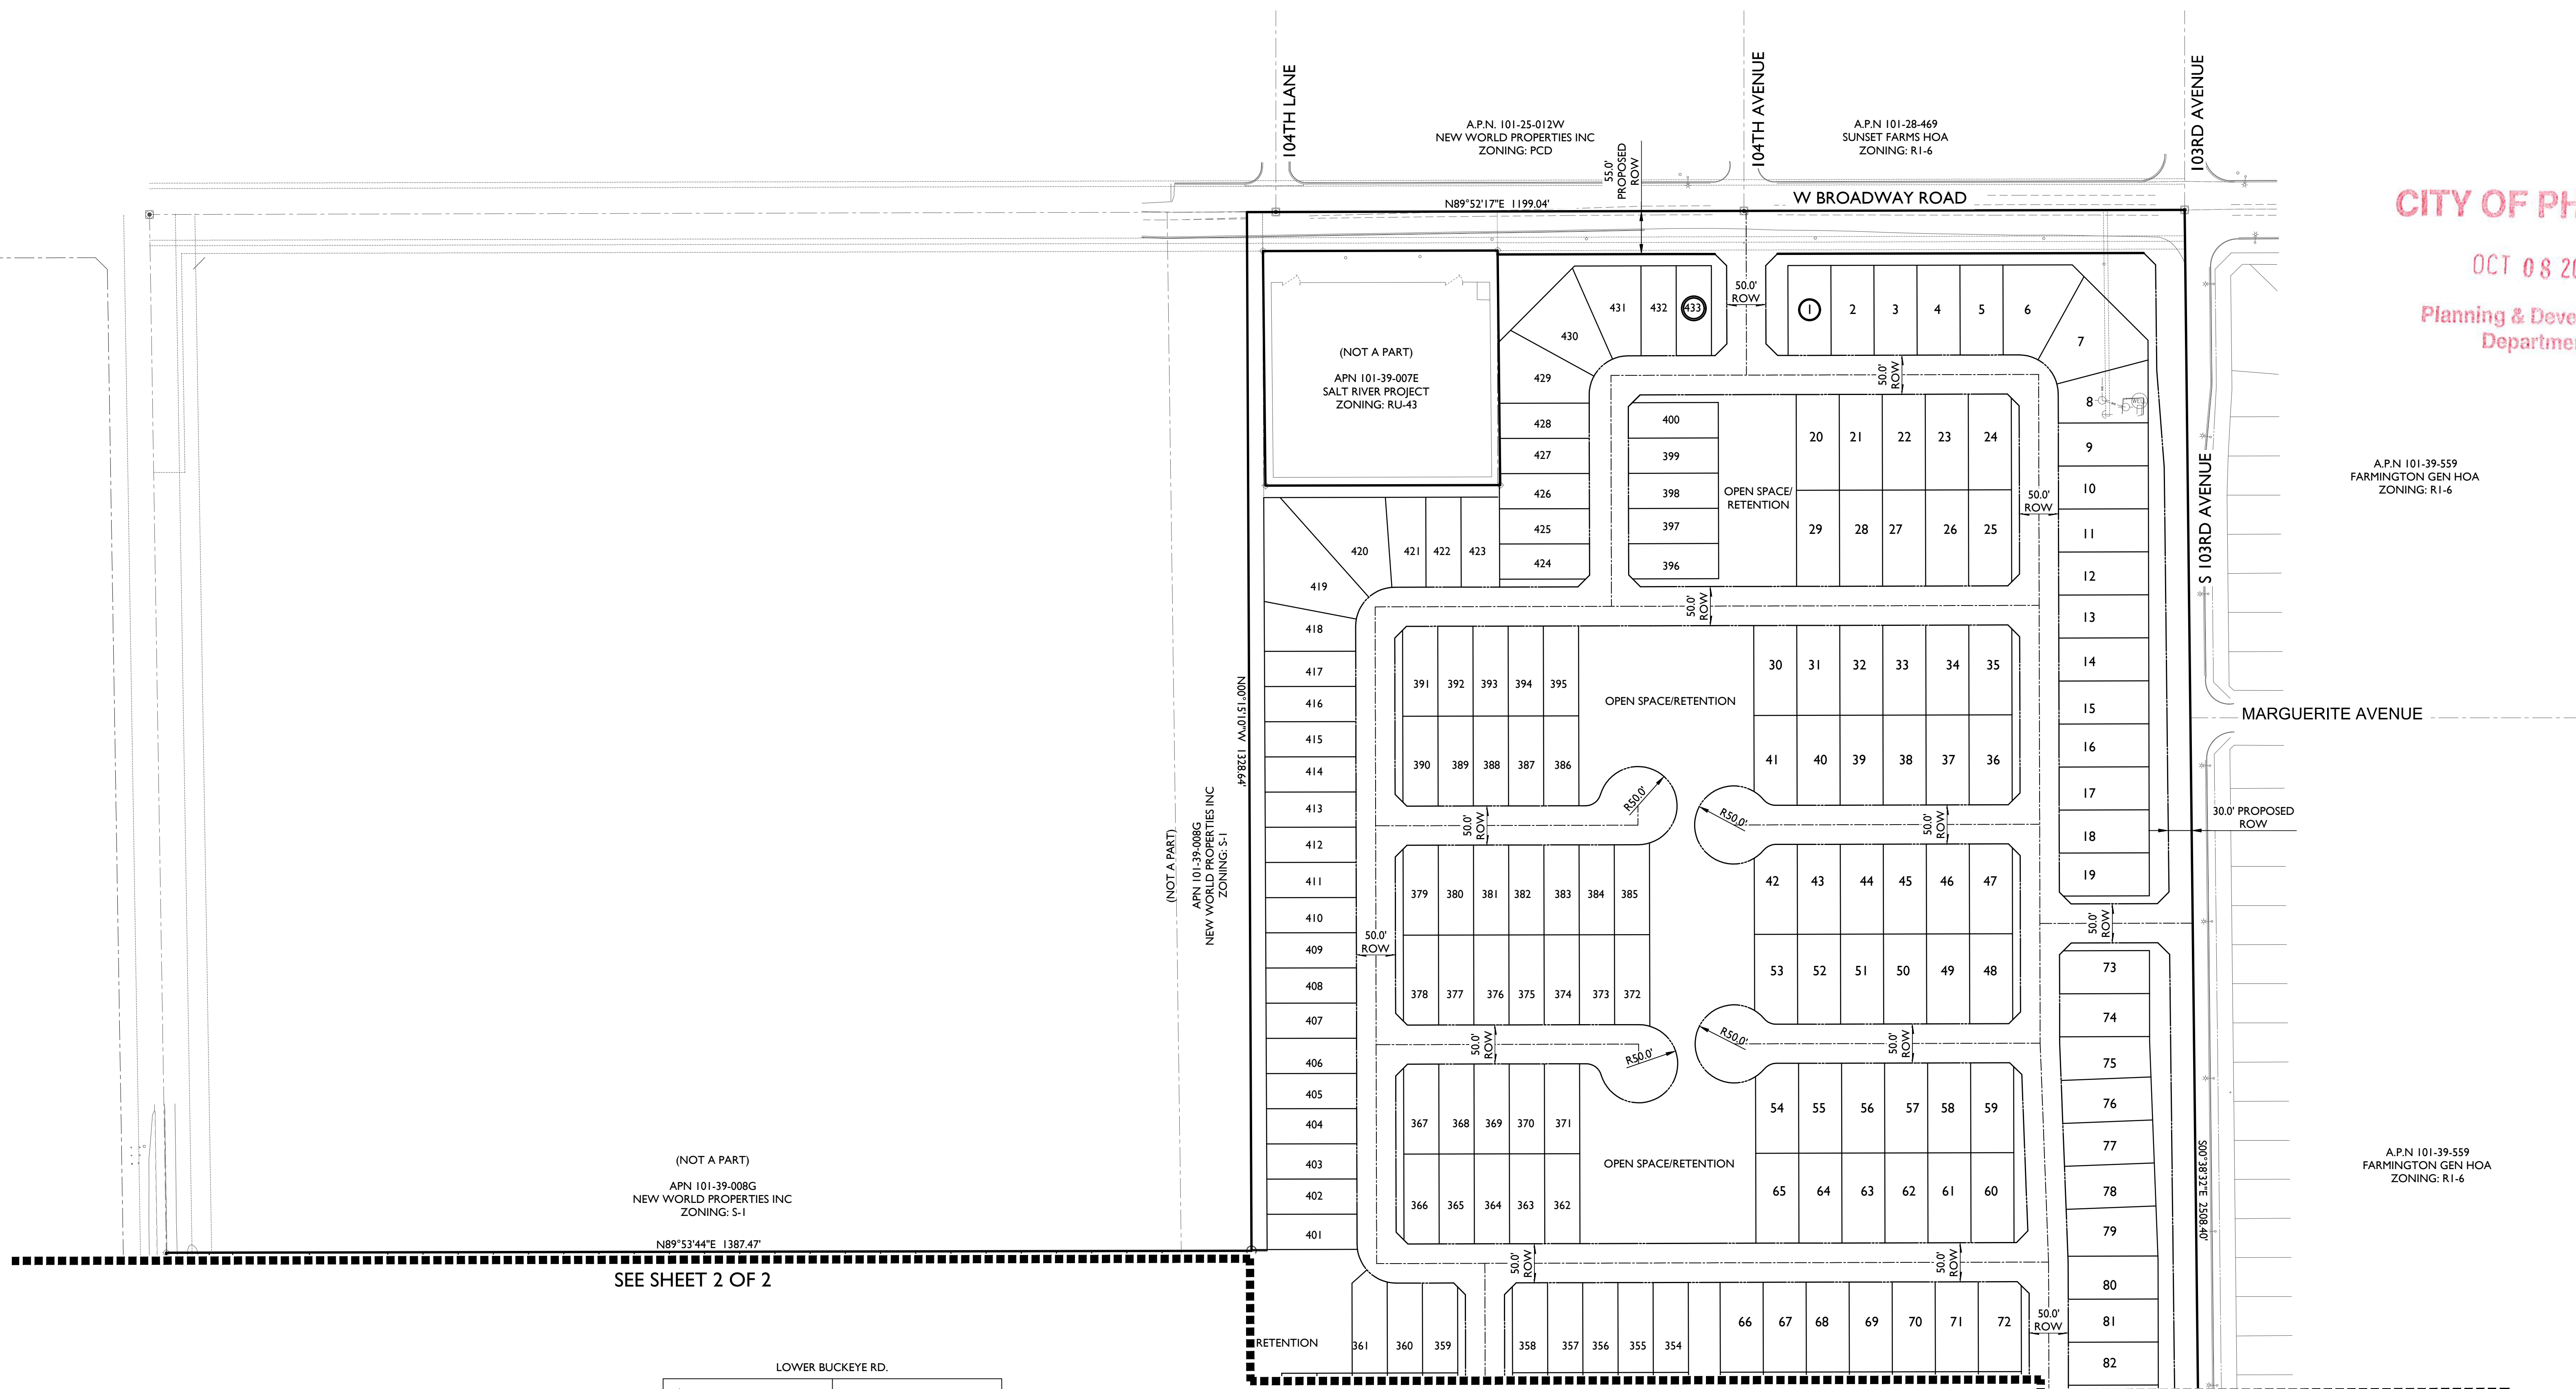 104TH LANE
104TH AVENUE
103RD AVENUE
A.P.N. 101-25-012W
NEW WORLD PROPERTIES INC
ZONING: PCD
A.P.N 101-28-469
SUNSET FARMS HOA
ZONING: R1-6
55.0'
PROPOSED
ROW
N89°52'17"E 1199.04'
W BROADWAY ROAD
CITY OF PH
OCT 08 20
Planning & Deve
Departme
(NOT A PART)
APN 101-39-007E
SALT RIVER PROJECT
ZONING: RU-43
431
432
433
430
429
428
427
426
425
424
50.0'
ROW
1
2
3
4
5
6
7
8
9
10
11
12
13
14
15
16
17
18
19
50.0'
ROW
400
399
398
397
396
OPEN SPACE/
RETENTION
20
21
22
23
24
29
28
27
26
25
50.0'
ROW
S 103RD AVENUE
A.P.N 101-39-559
FARMINGTON GEN HOA
ZONING: R1-6
419
420
421
422
423
50.0'
ROW
418
417
416
415
414
413
412
411
410
409
408
407
406
405
404
403
402
401
N00°15'10"W 1328.64'
(NOT A PART)
APN 101-39-008G
NEW WORLD PROPERTIES INC
ZONING: S-1
391
392
393
394
395
OPEN SPACE/RETENTION
30
31
32
33
34
35
390
389
388
387
386
41
40
39
38
37
36
MARGUERITE AVENUE
R50.0'
R50.0'
50.0'
ROW
50.0'
ROW
30.0' PROPOSED
ROW
379
380
381
382
383
384
385
42
43
44
45
46
47
50.0'
ROW
50.0'
ROW
378
377
376
375
374
373
372
53
52
51
50
49
48
73
74
75
76
77
78
79
80
81
82
50.0'
ROW
R50.0'
R50.0'
50.0'
ROW
367
368
369
370
371
54
55
56
57
58
59
OPEN SPACE/RETENTION
366
365
364
363
362
65
64
63
62
61
60
S00°38'32"E 2508.40'
A.P.N 101-39-559
FARMINGTON GEN HOA
ZONING: R1-6
(NOT A PART)
APN 101-39-008G
NEW WORLD PROPERTIES INC
ZONING: S-1
N89°53'44"E 1387.47'
SEE SHEET 2 OF 2
50.0'
ROW
50.0'
ROW
50.0'
ROW
RETENTION
361
360
359
358
357
356
355
354
66
67
68
69
70
71
72
LOWER BUCKEYE RD.